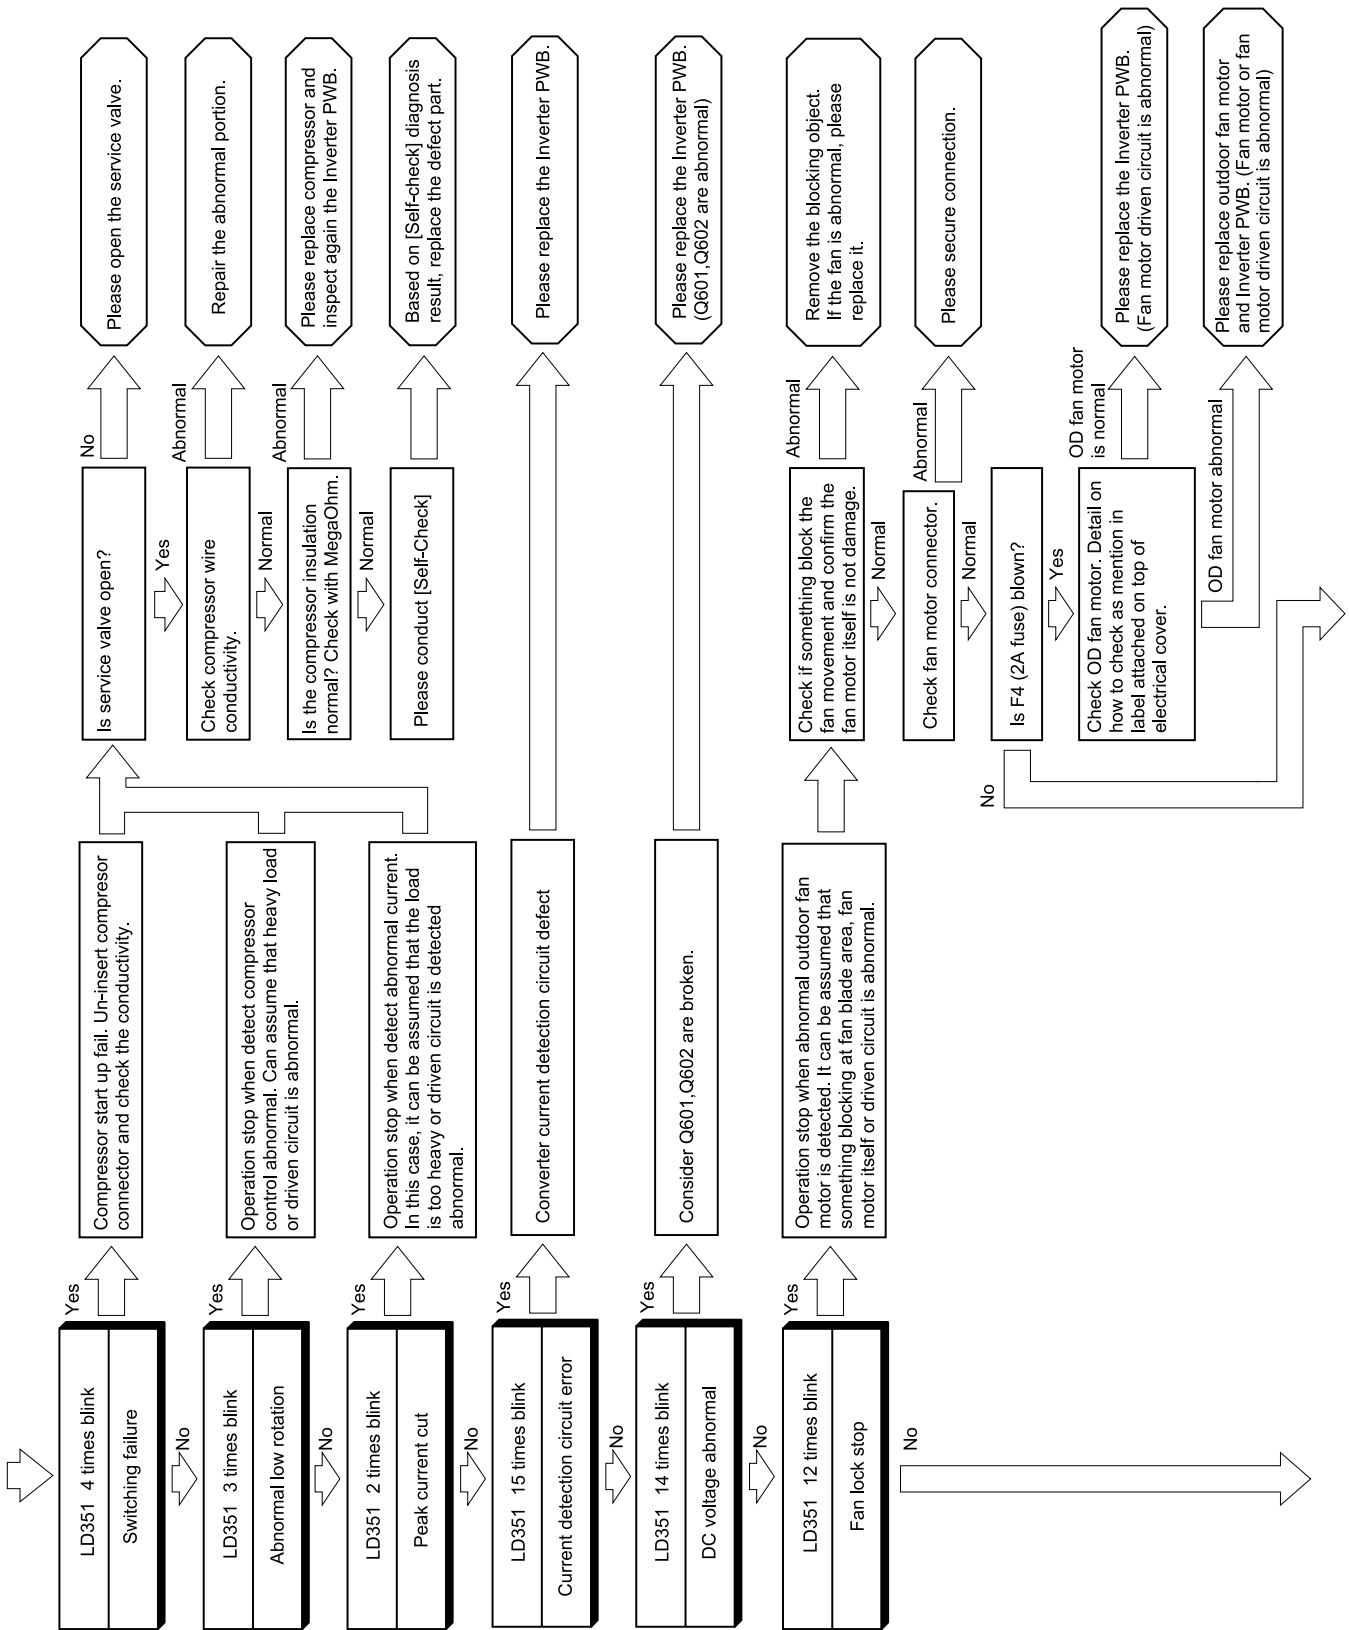 LD351  4 times blink
Switching failure
Yes
Compressor start up fail. Un-insert compresor
connector and check the conductivity.
Is service valve open?
No
Please open the service valve.
Yes
Check compressor wire
conductivity.
Abnormal
Repair the abnormal portion.
Normal
Is the compressor insulation
normal? Check with MegaOhm.
Abnormal
Please replace compressor and
inspect again the Inverter PWB.
Normal
Please conduct [Self-Check]
Based on [Self-check] diagnosis
result, replace the defect part.
No
LD351  3 times blink
Abnormal low rotation
Yes
Operation stop when detect compressor
control abnormal. Can assume that heavy load
or driven circuit is abnormal.
No
LD351  2 times blink
Peak current cut
Yes
Operation stop when detect abnormal current.
In this case, it can be assumed that the load
is too heavy or driven circuit is detected
abnormal.
No
LD351  15 times blink
Current detection circuit error
Yes
Converter current detection circuit defect
Please replace the Inverter PWB.
No
LD351  14 times blink
DC voltage abnormal
Yes
Consider Q601,Q602 are broken.
Please replace the Inverter PWB.
(Q601,Q602 are abnormal)
No
LD351  12 times blink
Fan lock stop
Yes
Operation stop when abnormal outdoor fan
motor is detected. It can be assumed that
something blocking at fan blade area, fan
motor itself or driven circuit is abnormal.
Check if something block the
fan movement and confirm the
fan motor itself is not damage.
Abnormal
Remove the blocking object.
If the fan is abnormal, please
replace it.
Normal
Check fan motor connector.
Abnormal
Please secure connection.
Normal
Is F4 (2A fuse) blown?
No
Yes
Check OD fan motor. Detail on
how to check as mention in
label attached on top of
electrical cover.
OD fan motor
is normal
Please replace the Inverter PWB.
(Fan motor driven circuit is abnormal)
OD fan motor abnormal
Please replace outdoor fan motor
and Inverter PWB. (Fan motor or fan
motor driven circuit is abnormal)
No